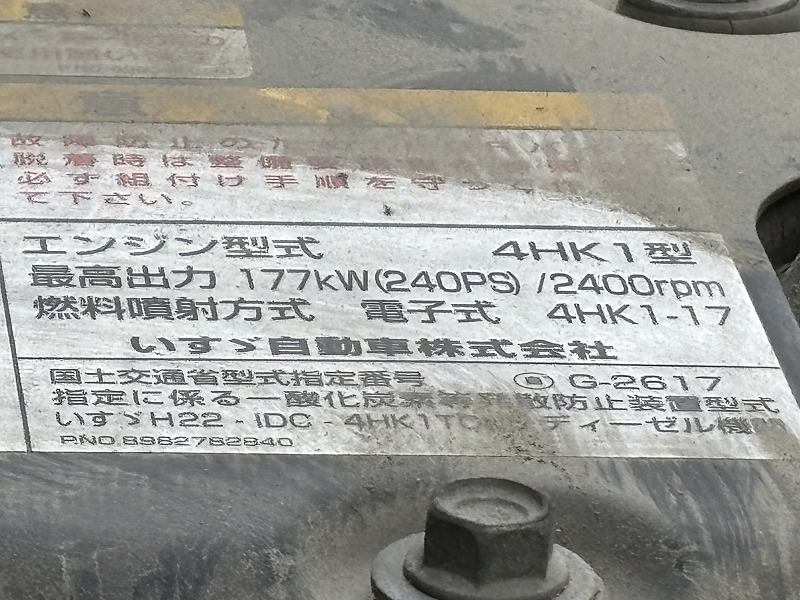 故障防止の
脱着時は整備
必ず組付け手順を守って
て下さい。
エンジン型式 4HK1型
最高出力 177kW(240PS) /2400rpm
燃料噴射方式 電子式 4HK1-17
いすゞ自動車株式会社
国土交通省型式指定番号 G-2617
指定に係る一酸化炭素等発散防止装置型式
いすゞH22-IDC-4HK1TC ディーゼル機関
P.NO.8982782840